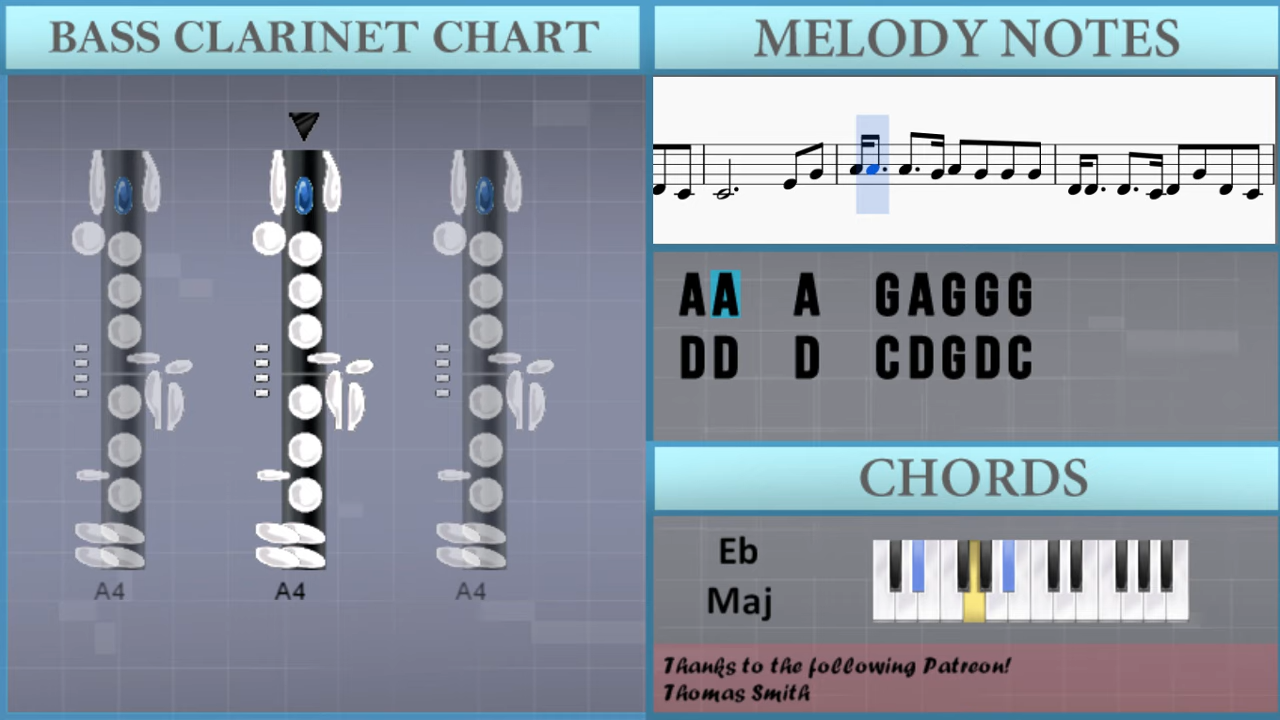 BASS CLARINET CHART
A4 A4 A4
MELODY NOTES
AA A GAGGG
DD D CDGDC
CHORDS
Eb
Maj
Thanks to the following Patreon!
Thomas Smith